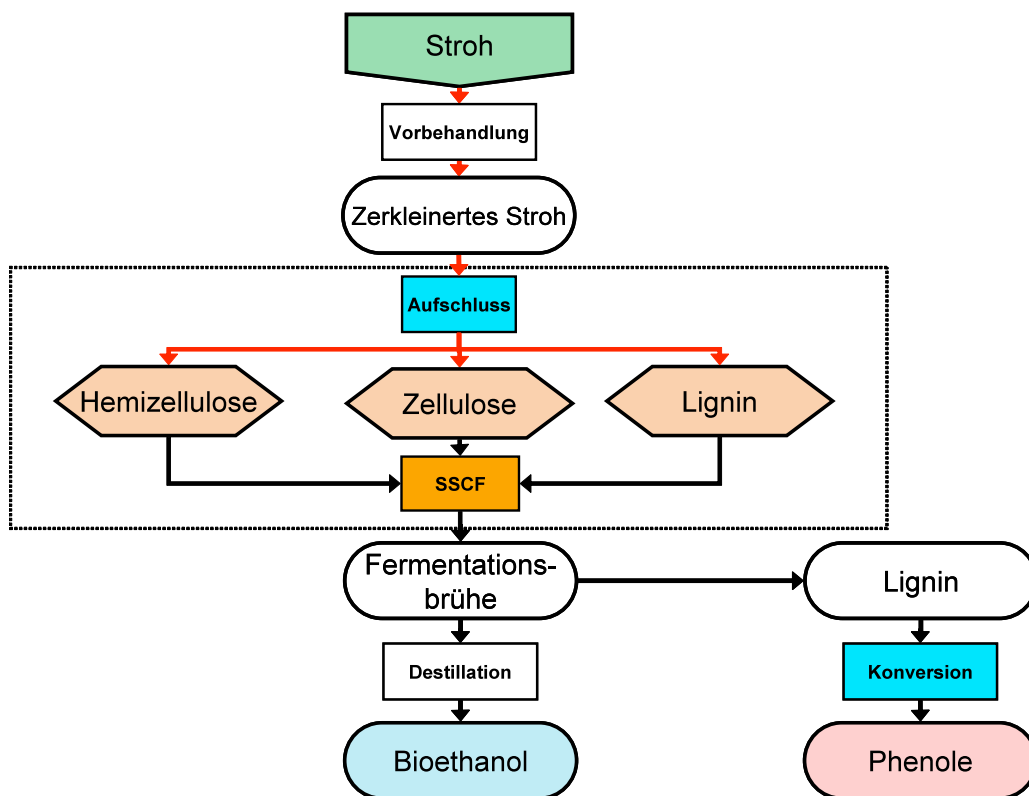 Stroh
Vorbehandlung
Zerkleinertes Stroh
Aufschluss
Hemizellulose
Zellulose
Lignin
SSCF
Fermentations-
brühe
Lignin
Destillation
Konversion
Bioethanol
Phenole